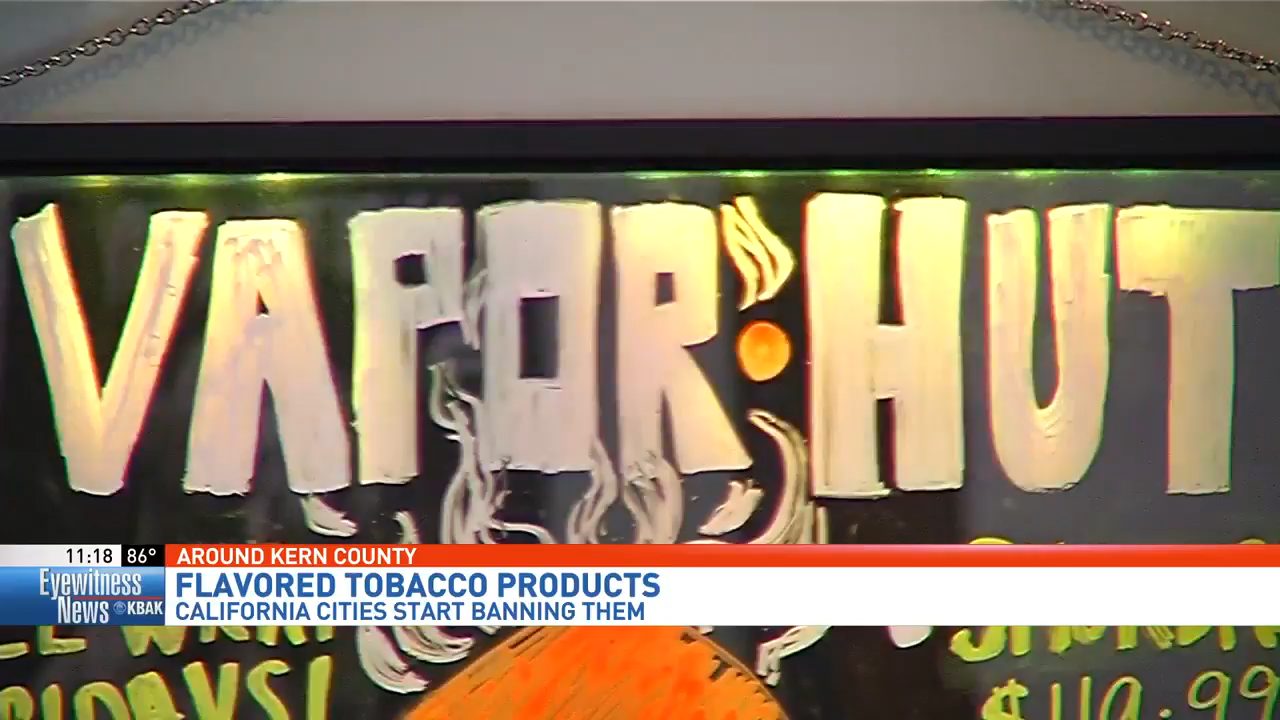 VAPOR HUT
11:18 86° AROUND KERN COUNTY
Eyewitness News KBAK
FLAVORED TOBACCO PRODUCTS
CALIFORNIA CITIES START BANNING THEM